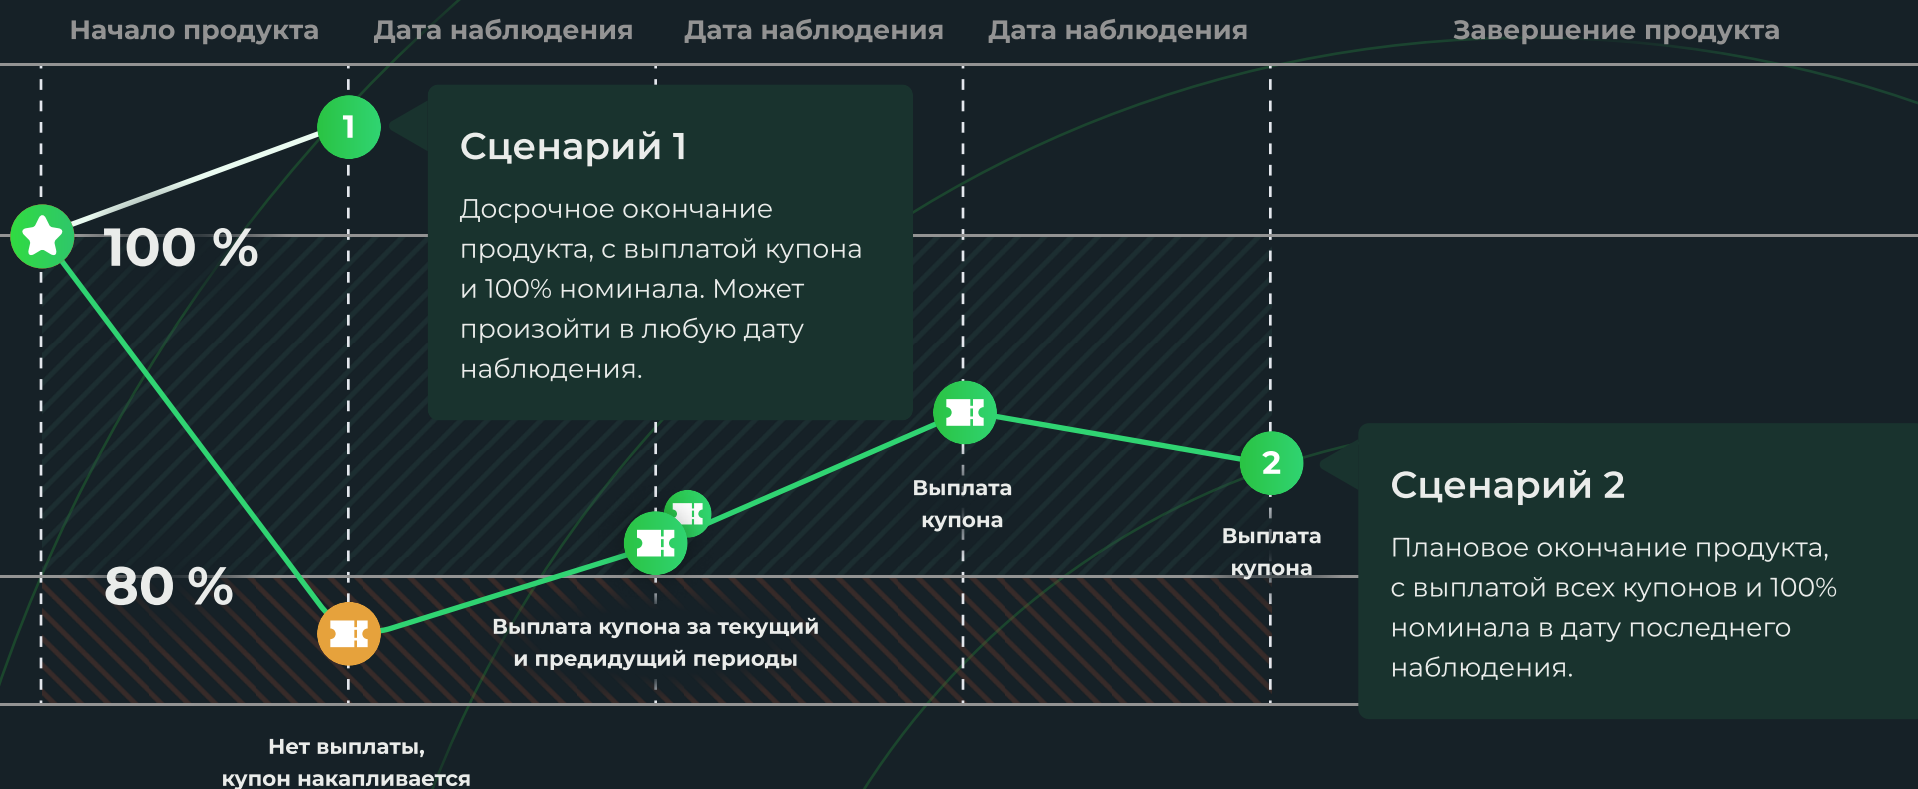 Начало продукта
Дата наблюдения
Дата наблюдения
Дата наблюдения
Завершение продукта
1
Сценарий 1
Досрочное окончание
продукта, с выплатой купона
и 100% номинала. Может
произойти в любую дату
наблюдения.
100 %
Выплата
купона
2
Выплата
купона
Сценарий 2
Плановое окончание продукта,
с выплатой всех купонов и 100%
номинала в дату последнего
наблюдения.
80 %
Выплата купона за текущий
и предидущий периоды
Нет выплаты,
купон накапливается